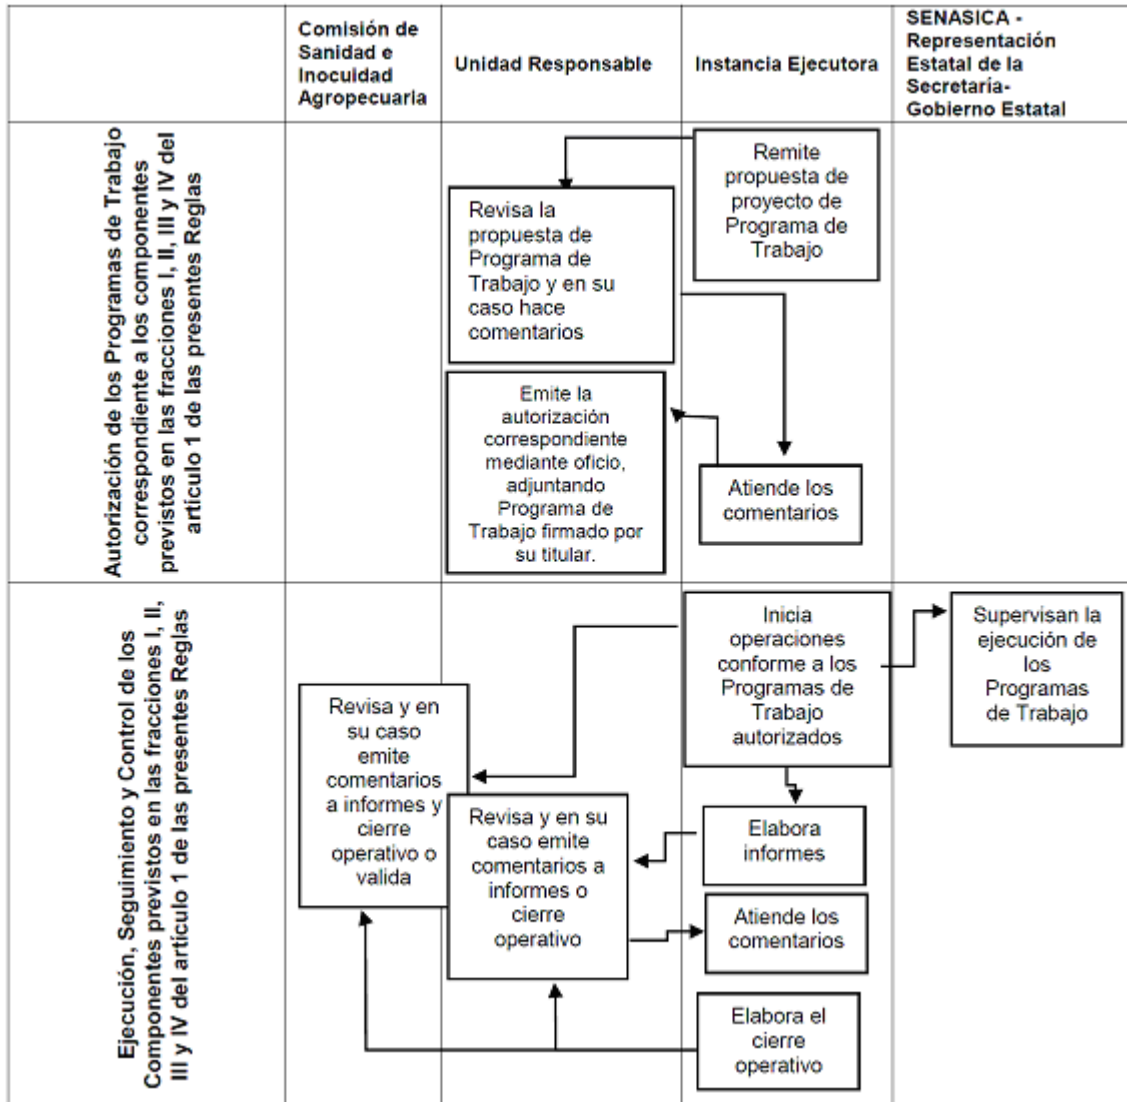 Comisión de
Sanidad e
Inocuidad
Agropecuaria
Unidad Responsable
Instancia Ejecutora
SENASICA -
Representación
Estatal de la
Secretaría-
Gobierno Estatal
Autorización de los Programas de Trabajo
correspondiente a los componentes
previstos en las fracciones I, II, III y IV del
artículo 1 de las presentes Reglas
Remite
propuesta de
proyecto de
Programa de
Trabajo
Revisa la
propuesta de
Programa de
Trabajo y en su
caso hace
comentarios
Emite la
autorización
correspondiente
mediante oficio,
adjuntando
Programa de
Trabajo firmado por
su titular.
Atiende los
comentarios
Ejecución, Seguimiento y Control de los
Componentes previstos en las fracciones I, II,
III y IV del artículo 1 de las presentes Reglas
Inicia
operaciones
conforme a los
Programas de
Trabajo
autorizados
Supervisan la
ejecución de
los
Programas
de Trabajo
Revisa y en
su caso
emite
comentarios
a informes y
cierre
operativo o
valida
Revisa y en su
caso emite
comentarios a
informes o
cierre
operativo
Elabora
informes
Atiende los
comentarios
Elabora el
cierre
operativo